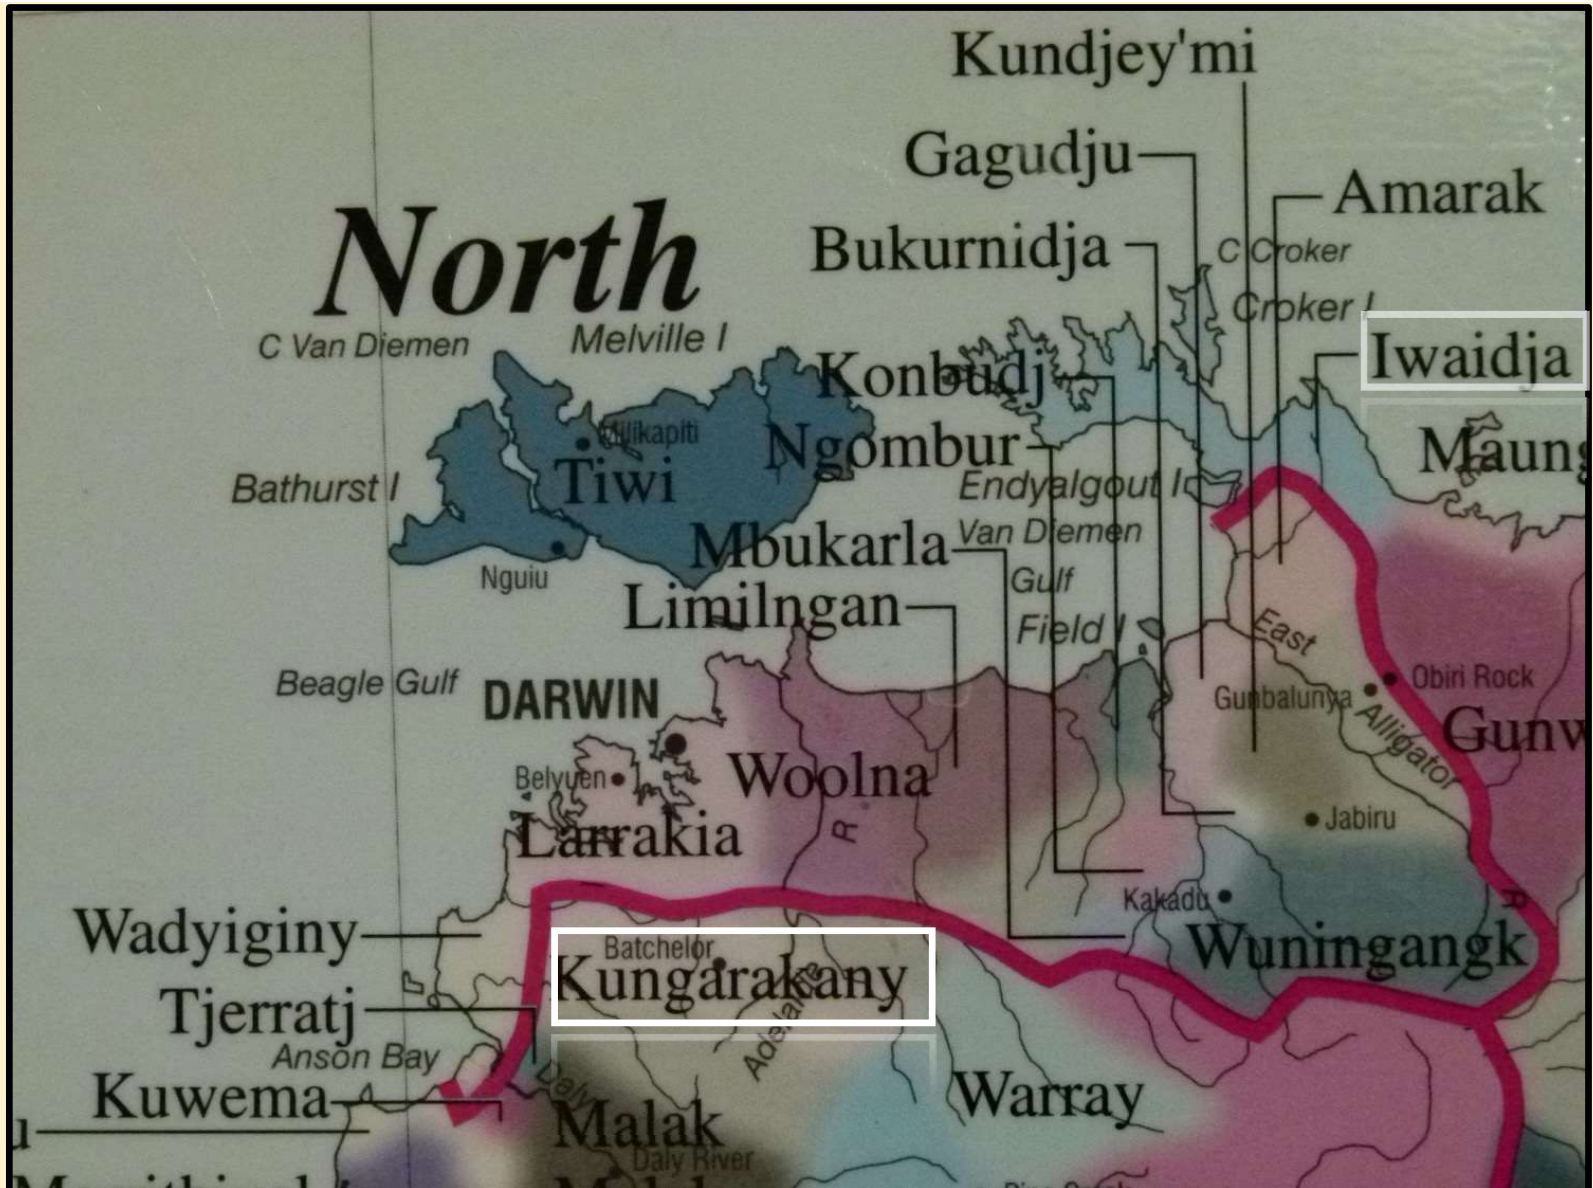 Kundjey'mi
Gagudju
Amarak
Bukurnidja
C Croker
North
Croker I
C Van Diemen
Melville I
Iwaidja
Konbudj
Milikapiti
Ngombur
Maung
Tiwi
Bathurst I
Endyalgout I
Mbukarla
Van Diemen
Nguiu
Gulf
Limilngan
Field I
East
Beagle Gulf
DARWIN
Obiri Rock
Gunbalunya
Alligator
Gunw
Belyuen
Woolna
Larrakia
R
Jabiru
Kakadu
R
Wadyiginy
Batchelor
Wuningangk
Kungarakany
Adelaide
Tjerratj
Anson Bay
Daly
Kuwema
Warray
u
Malak
Daly River